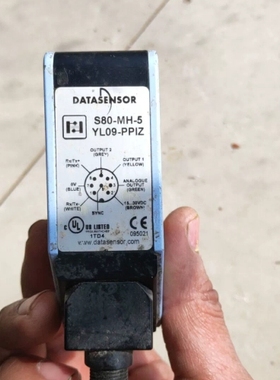 DATASENSOR
S80-MH-5
YL09-PPIZ
OUTPUT 2
(GREY)
Rx/Tx+
(PINK)
OUTPUT 1
(YELLOW)
0V
(BLUE)
ANALOGUE
OUTPUT
(GREEN)
Rx/Tx-
(WHITE)
15..30VDC
(BROWN)
SYNC
UL LISTED
1TD4
095021
www.datasensor.com